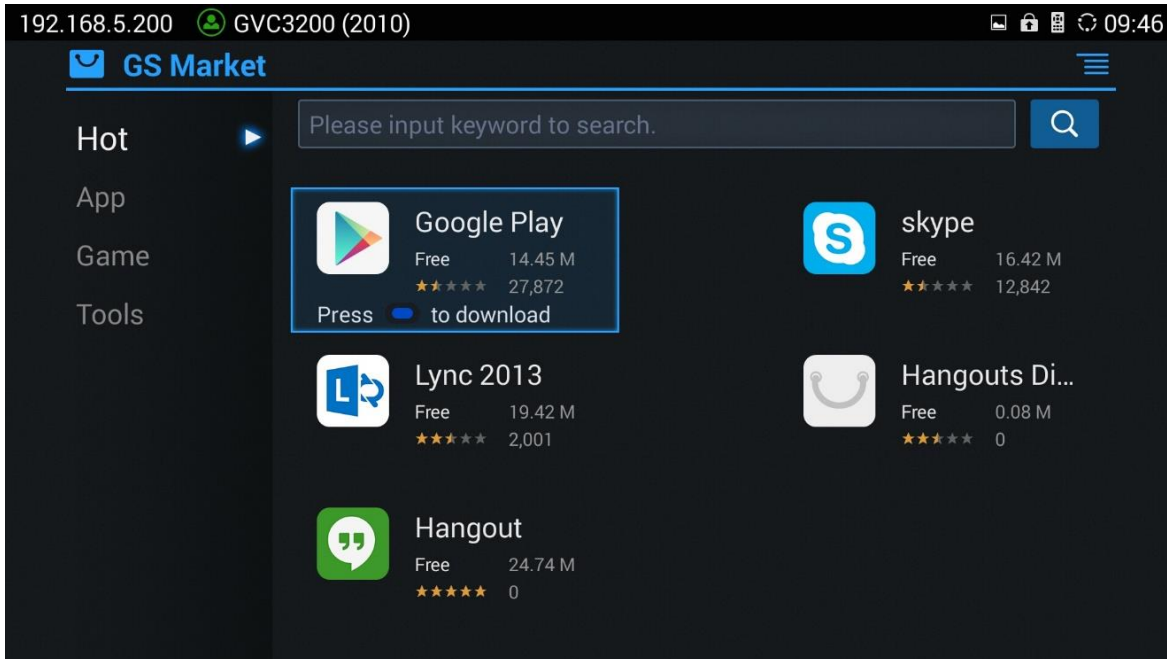 192.168.5.200 GVC3200 (2010) 09:46
GS Market
Please input keyword to search.
Hot
App
Game
Tools
Google Play
Free 14.45 M
27,872
Press to download
skype
Free 16.42 M
12,842
Lync 2013
Free 19.42 M
2,001
Hangouts Di...
Free 0.08 M
0
Hangout
Free 24.74 M
0